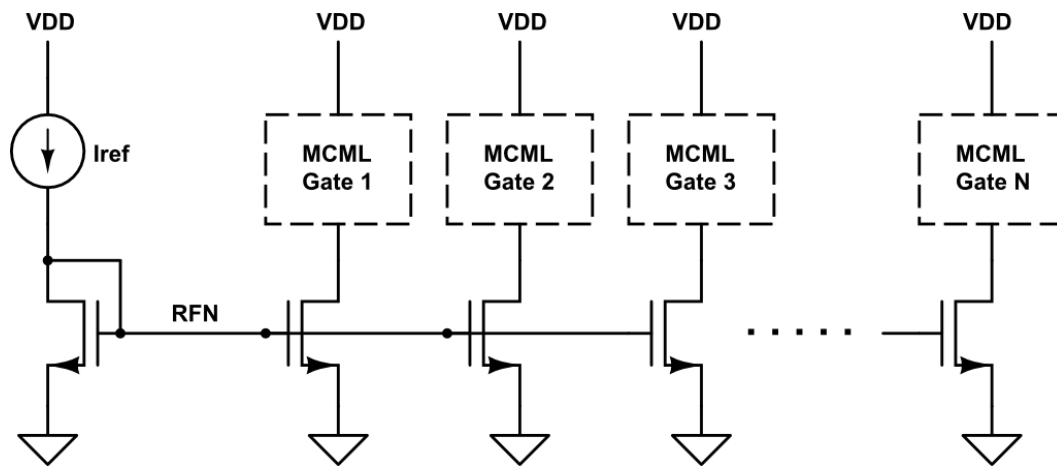 VDD
VDD
VDD
VDD
VDD
Iref
MCML
Gate 1
MCML
Gate 2
MCML
Gate 3
MCML
Gate N
RFN